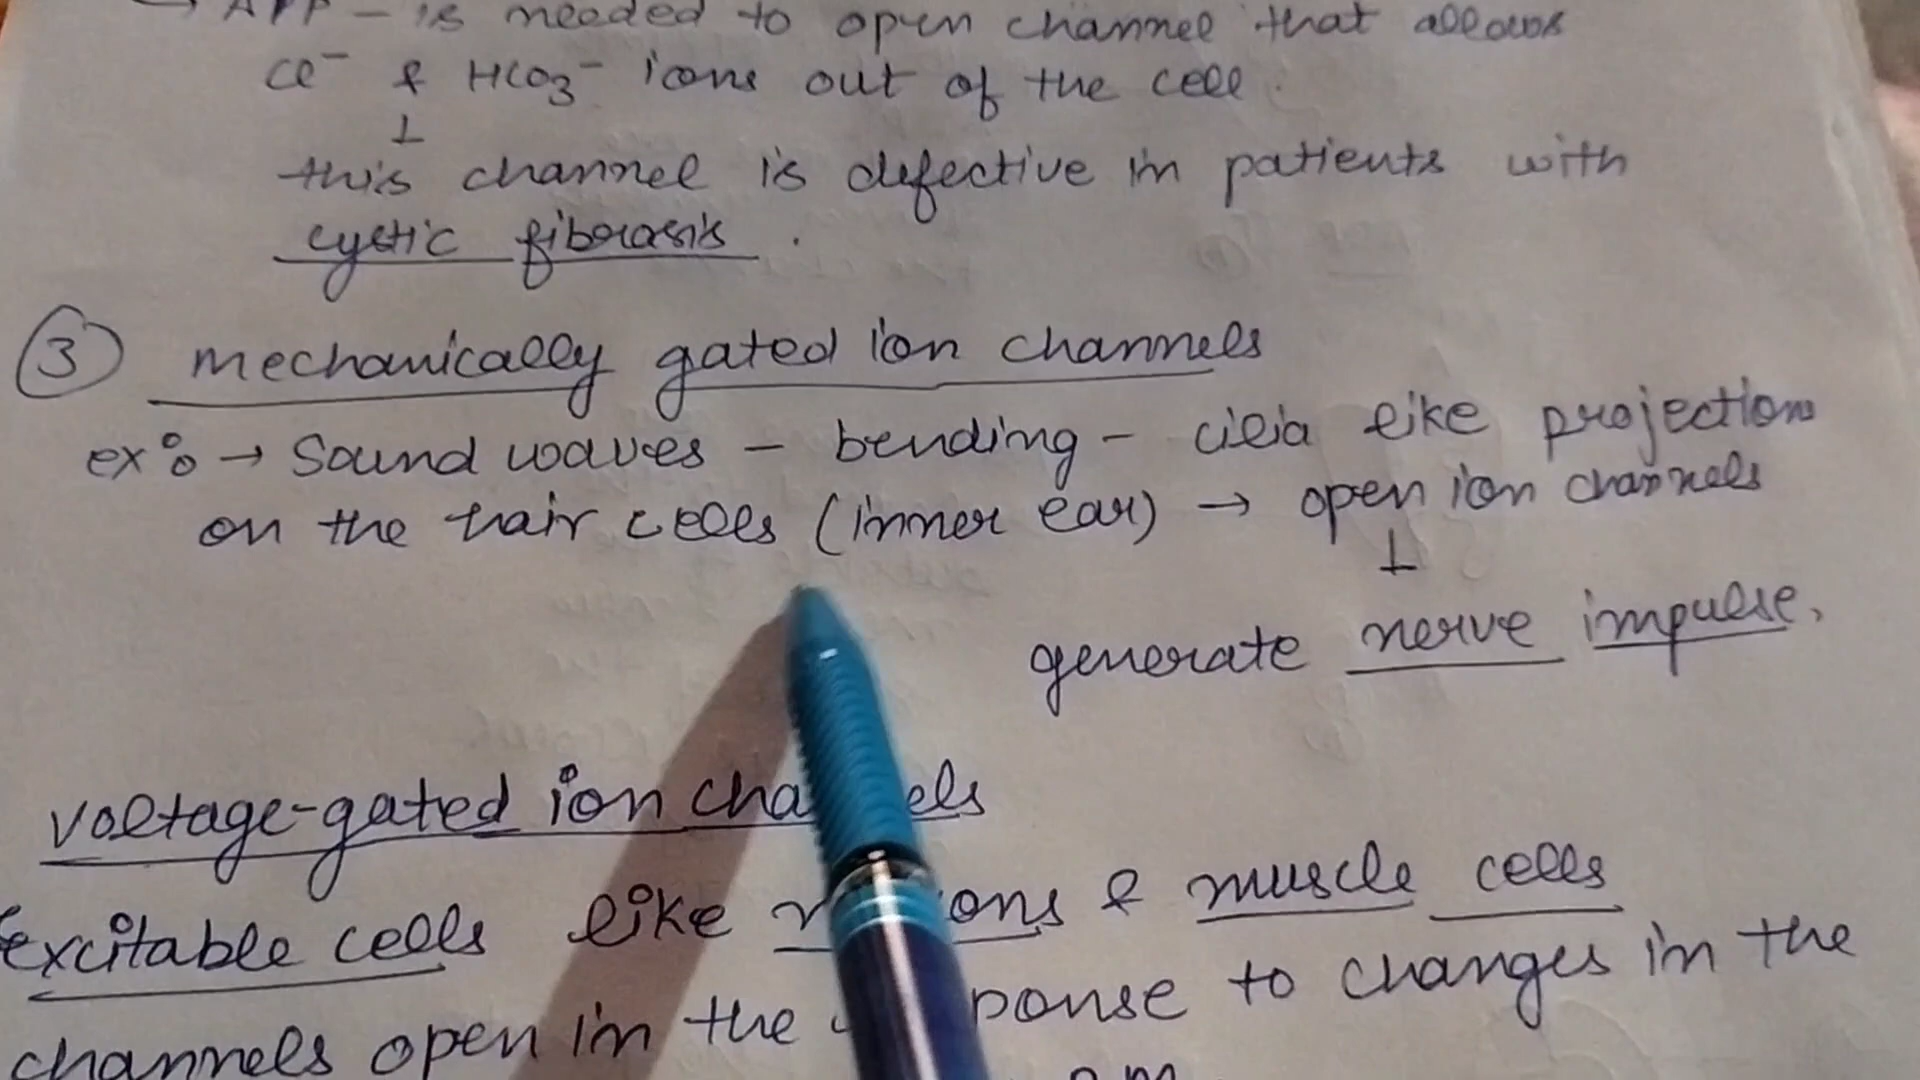 is needed to open channel that allows
Cl⁻ & HCO3⁻ ions out of the cell.
this channel is defective in patients with
cystic fibrosis.
3 mechanically gated ion channels
ex:→ Sound waves - bending - cilia like projections
on the hair cells (inner ear) → open ion channels
generate nerve impulse.
voltage-gated ion cha els
excitable cells like ons & muscle cells
channels open in the ponse to changes in the